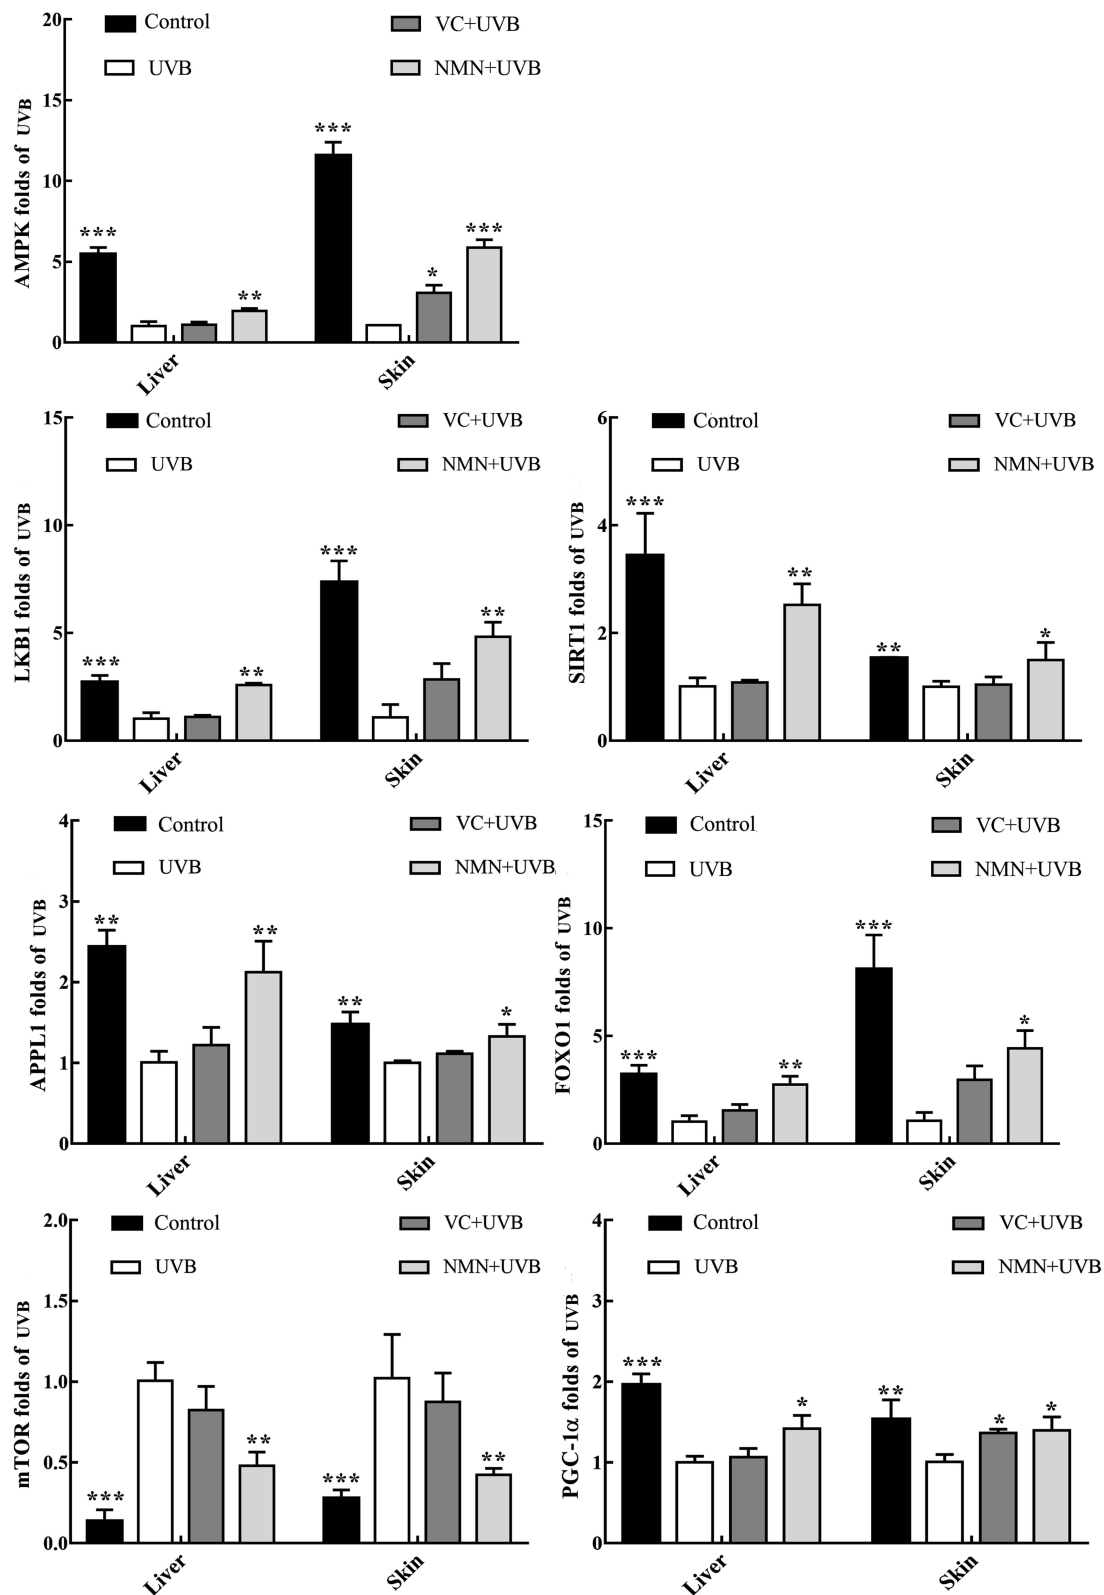 Control
VC+UVB
UVB
NMN+UVB
AMPK folds of UVB
20
15
10
5
0
***
**
***
*
***
Liver
Skin
Control
VC+UVB
UVB
NMN+UVB
LKB1 folds of UVB
15
10
5
0
***
**
***
**
Liver
Skin
Control
VC+UVB
UVB
NMN+UVB
SIRT1 folds of UVB
6
4
2
0
***
**
**
*
Liver
Skin
Control
VC+UVB
UVB
NMN+UVB
APPL1 folds of UVB
4
3
2
1
0
**
**
**
*
Liver
Skin
Control
VC+UVB
UVB
NMN+UVB
FOXO1 folds of UVB
15
10
5
0
***
**
***
*
Liver
Skin
Control
VC+UVB
UVB
NMN+UVB
mTOR folds of UVB
2.0
1.5
1.0
0.5
0.0
***
**
***
**
Liver
Skin
Control
VC+UVB
UVB
NMN+UVB
PGC-1α folds of UVB
4
3
2
1
0
***
*
**
*
*
Liver
Skin